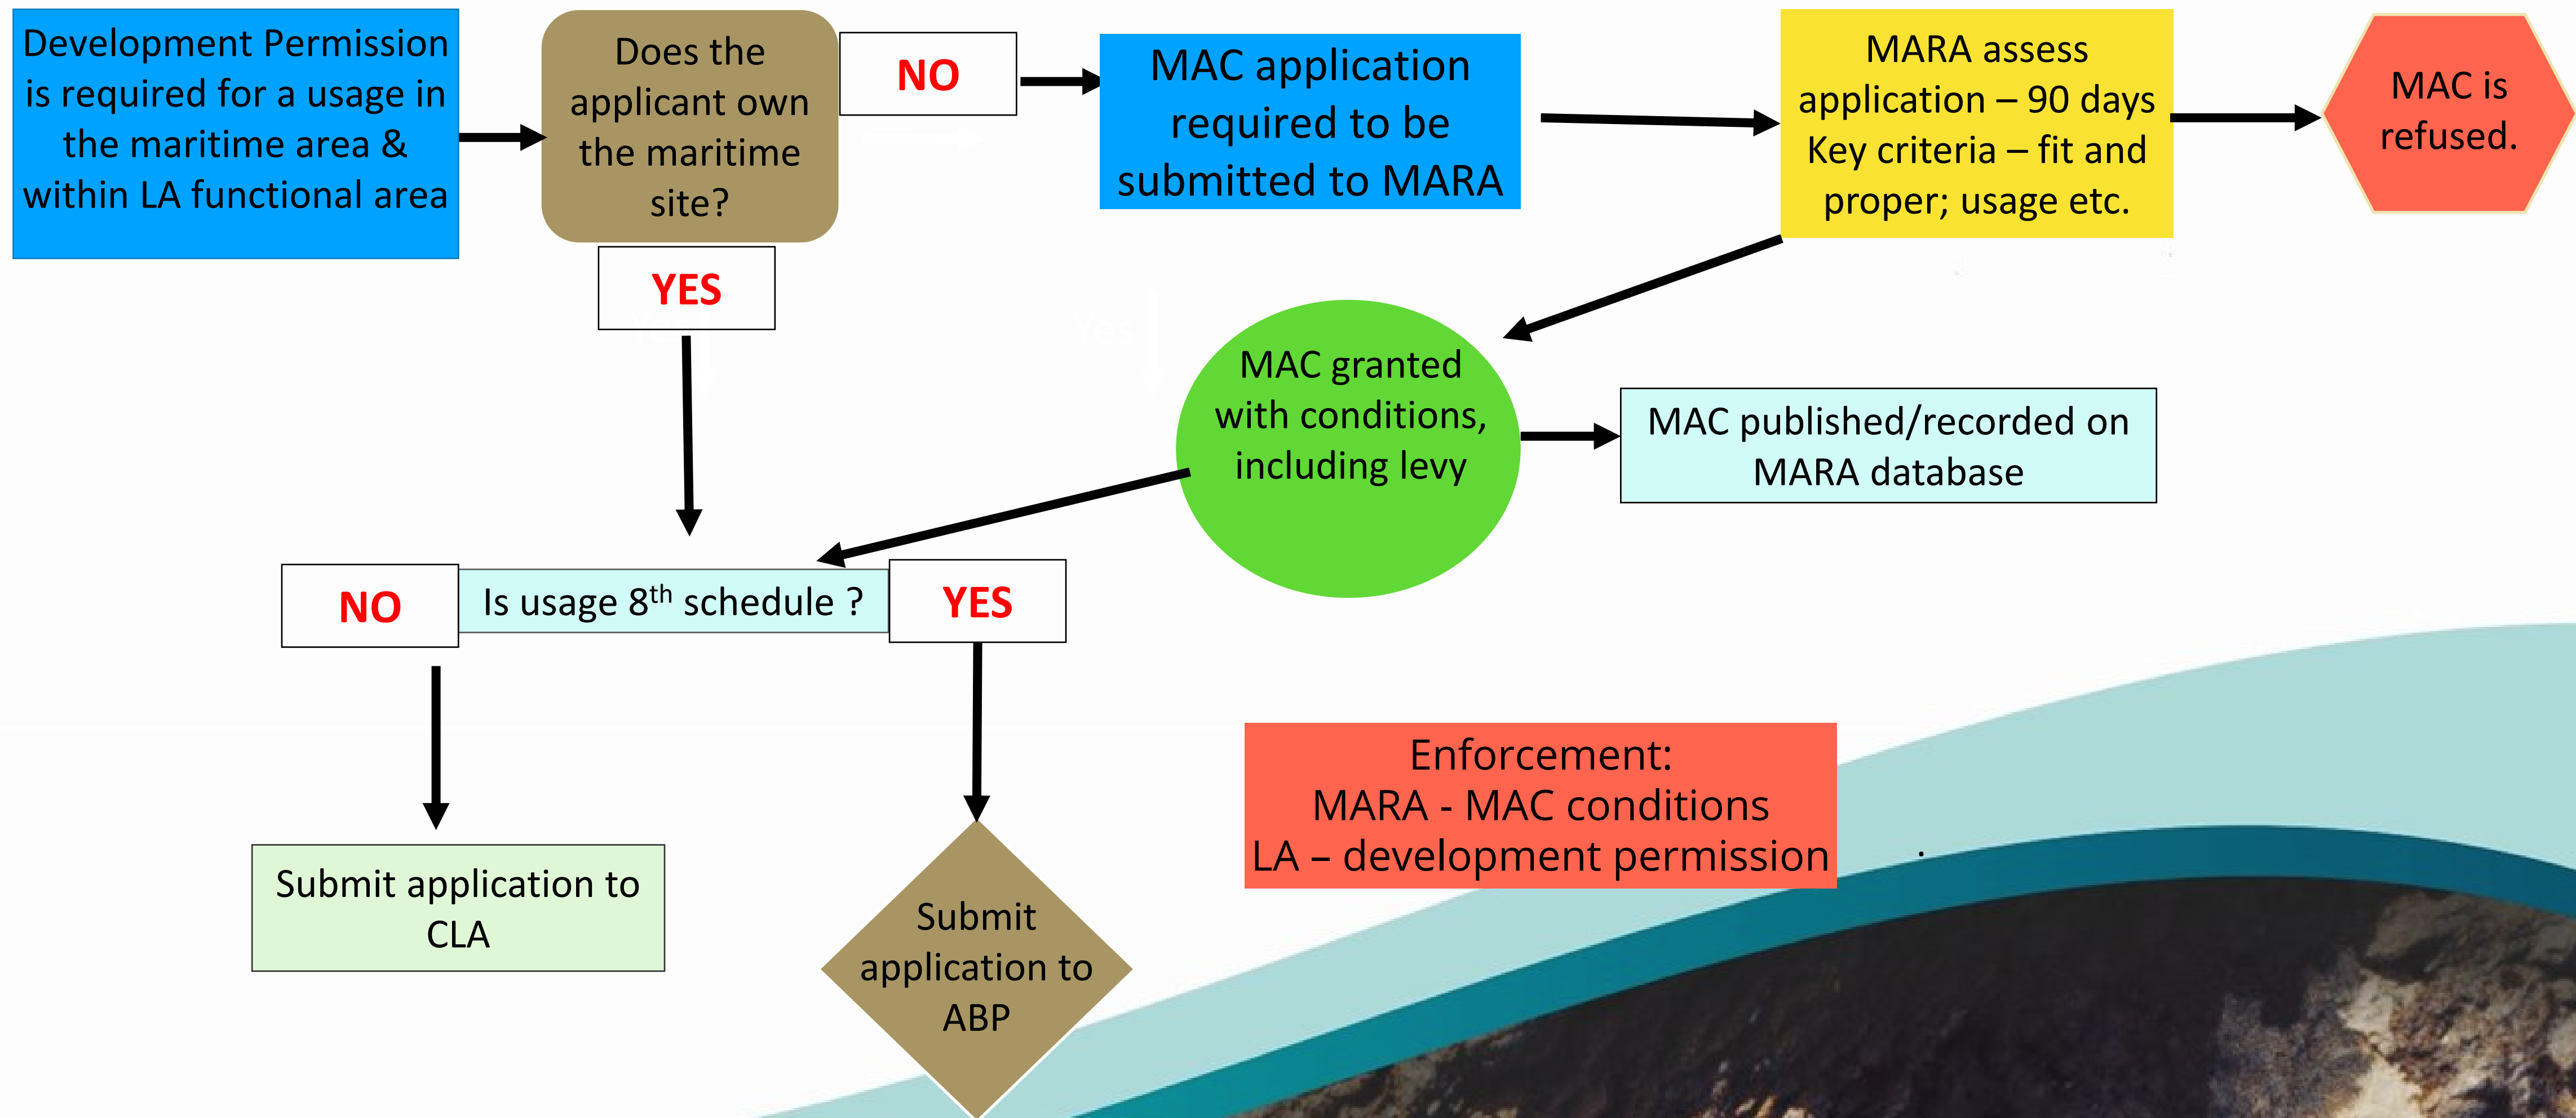 Development Permission
is required for a usage in
the maritime area &
within LA functional area
Does the
applicant own
the maritime
site?
NO
MAC application
required to be
submitted to MARA
MARA assess
application – 90 days
Key criteria – fit and
proper; usage etc.
MAC is
refused.
YES
Yes
MAC granted
with conditions,
including levy
MAC published/recorded on
MARA database
NO
Is usage 8th schedule ?
YES
Submit application to
CLA
Submit
application to
ABP
Enforcement:
MARA - MAC conditions
LA – development permission
.